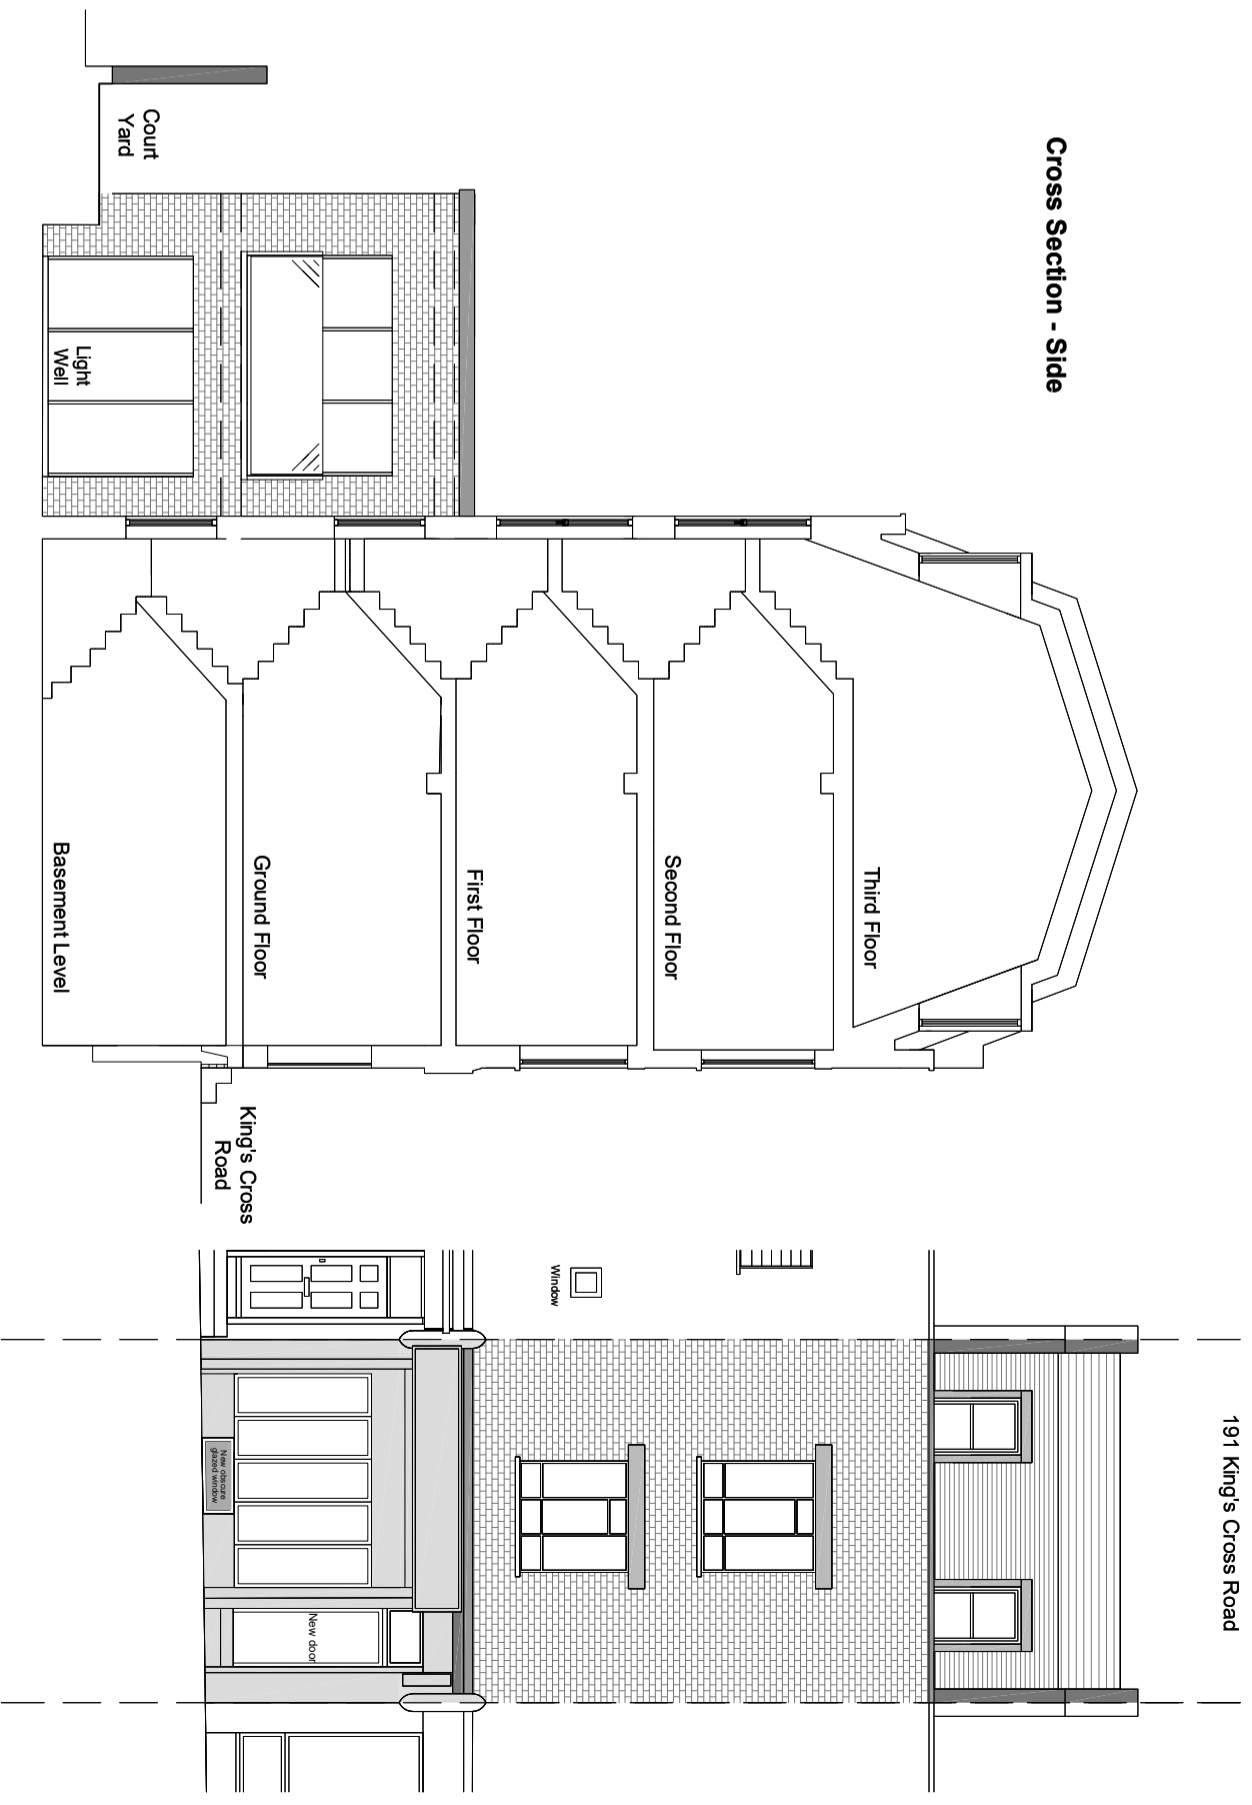 Cross Section - Side
191 King's Cross Road
Third Floor
Second Floor
First Floor
Ground Floor
Basement Level
Court
Yard
Light
Well
King's Cross
Road
Window
New obscure
glazed window
New door